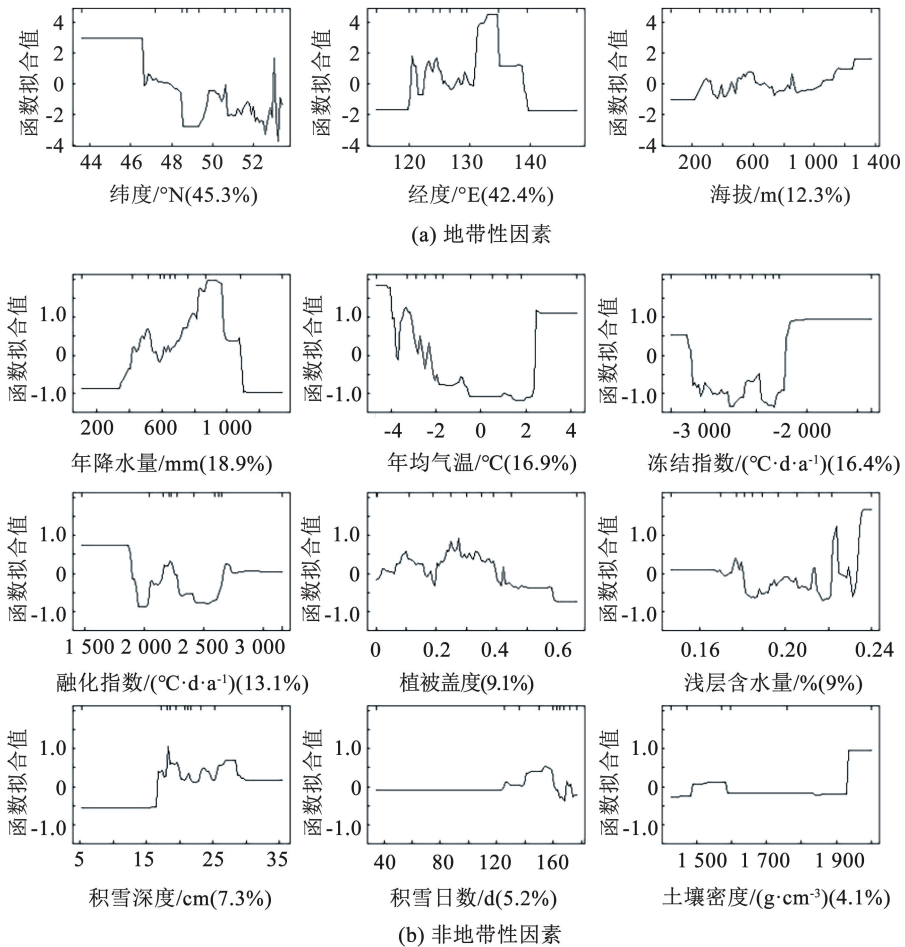 函数拟合值
4
2
0
-2
-4
44 46 48 50 52
纬度/°N(45.3%)
函数拟合值
4
2
0
-2
-4
120 130 140
经度/°E(42.4%)
函数拟合值
4
2
0
-2
-4
200 600 1 000 1 400
海拔/m(12.3%)
(a) 地带性因素
函数拟合值
1.0
0
-1.0
200 600 1 000
年降水量/mm(18.9%)
函数拟合值
1.0
0
-1.0
-4 -2 0 2 4
年均气温/℃(16.9%)
函数拟合值
1.0
0
-1.0
-3 000 -2 000
冻结指数/(℃·d·a⁻¹)(16.4%)
函数拟合值
1.0
0
-1.0
1 500 2 000 2 500 3 000
融化指数/(℃·d·a⁻¹)(13.1%)
函数拟合值
1.0
0
-1.0
0 0.2 0.4 0.6
植被盖度(9.1%)
函数拟合值
1.0
0
-1.0
0.16 0.20 0.24
浅层含水量/%(9%)
函数拟合值
1.0
0
-1.0
5 15 25 35
积雪深度/cm(7.3%)
函数拟合值
1.0
0
-1.0
40 80 120 160
积雪日数/d(5.2%)
函数拟合值
1.0
0
-1.0
1 500 1 700 1 900
土壤密度/(g·cm⁻³)(4.1%)
(b) 非地带性因素